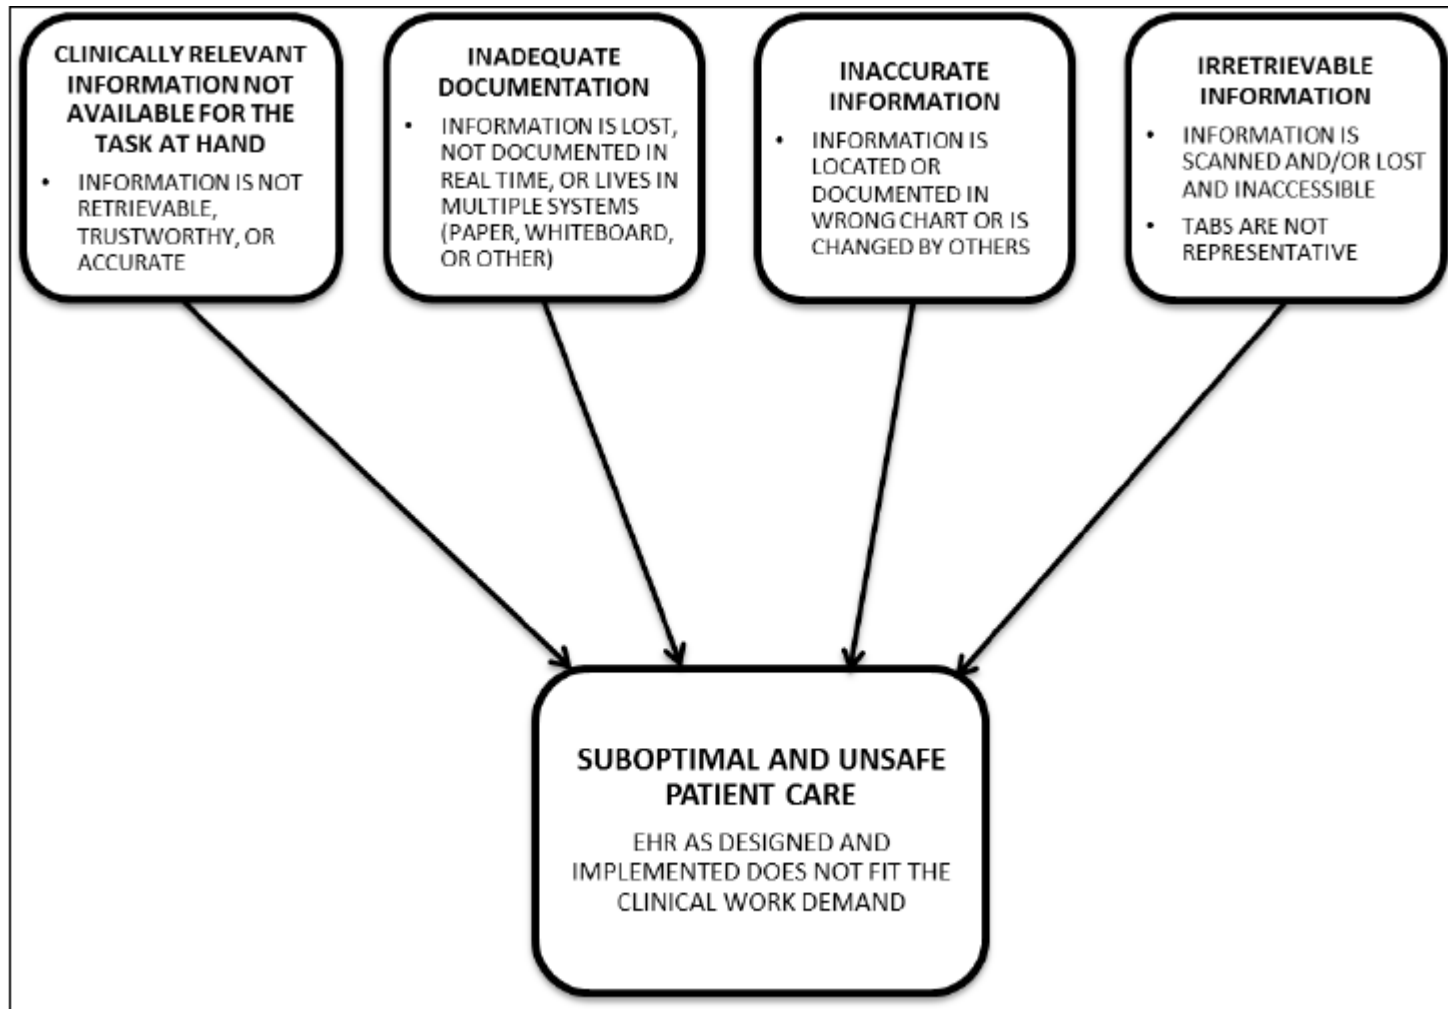 CLINICALLY RELEVANT
INFORMATION NOT
AVAILABLE FOR THE
TASK AT HAND
• INFORMATION IS NOT
RETRIEVABLE,
TRUSTWORTHY, OR
ACCURATE
INADEQUATE
DOCUMENTATION
• INFORMATION IS LOST,
NOT DOCUMENTED IN
REAL TIME, OR LIVES IN
MULTIPLE SYSTEMS
(PAPER, WHITEBOARD,
OR OTHER)
INACCURATE
INFORMATION
• INFORMATION IS
LOCATED OR
DOCUMENTED IN
WRONG CHART OR IS
CHANGED BY OTHERS
IRRETRIEVABLE
INFORMATION
• INFORMATION IS
SCANNED AND/OR LOST
AND INACCESSIBLE
• TABS ARE NOT
REPRESENTATIVE
SUBOPTIMAL AND UNSAFE
PATIENT CARE
EHR AS DESIGNED AND
IMPLEMENTED DOES NOT FIT THE
CLINICAL WORK DEMAND